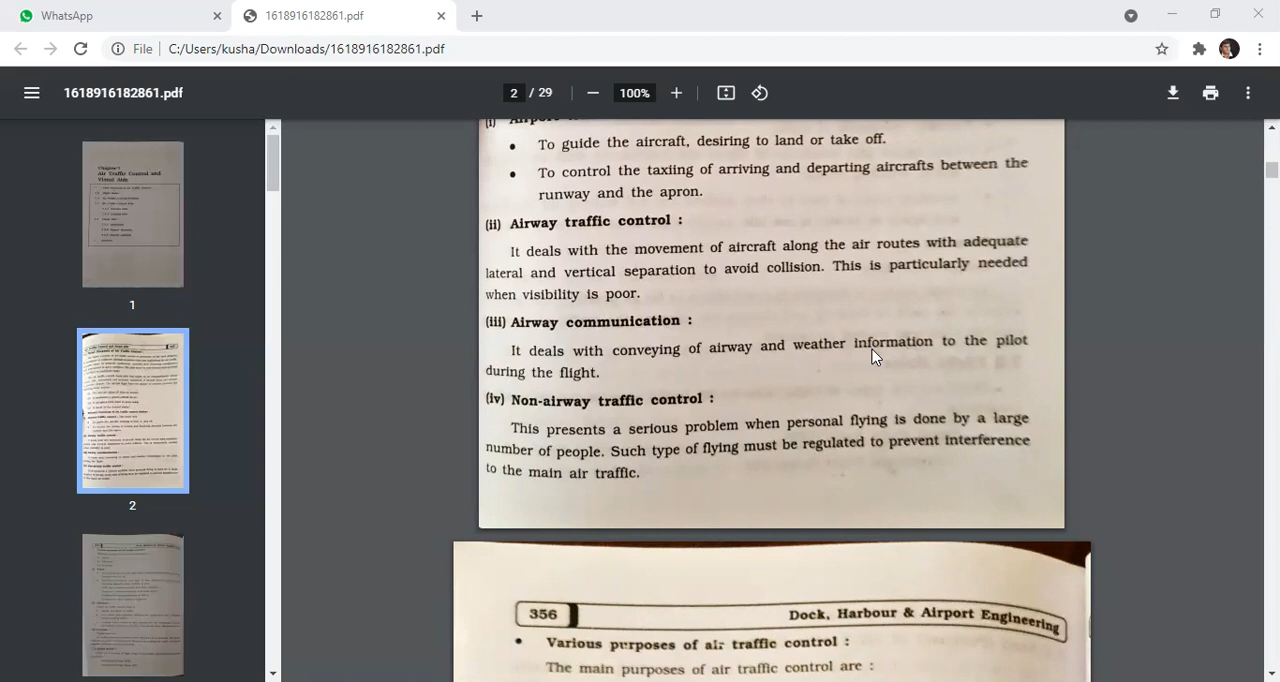 WhatsApp
1618916182861.pdf
File
C:/Users/kusha/Downloads/1618916182861.pdf
1618916182861.pdf
2 / 29
100%
Chapter
Air Traffic Control and
Visual Aids
1
2
(i)
To guide the aircraft, desiring to land or take off.
To control the taxiing of arriving and departing aircrafts between the
runway and the apron.
(ii) Airway traffic control :
It deals with the movement of aircraft along the air routes with adequate
lateral and vertical separation to avoid collision. This is particularly needed
when visibility is poor.
(iii) Airway communication :
It deals with conveying of airway and weather information to the pilot
during the flight.
(iv) Non-airway traffic control :
This presents a serious problem when personal flying is done by a large
number of people. Such type of flying must be regulated to prevent interference
to the main air traffic.
356
Dock, Harbour & Airport Engineering
Various purposes of air traffic control :
The main purposes of air traffic control are :